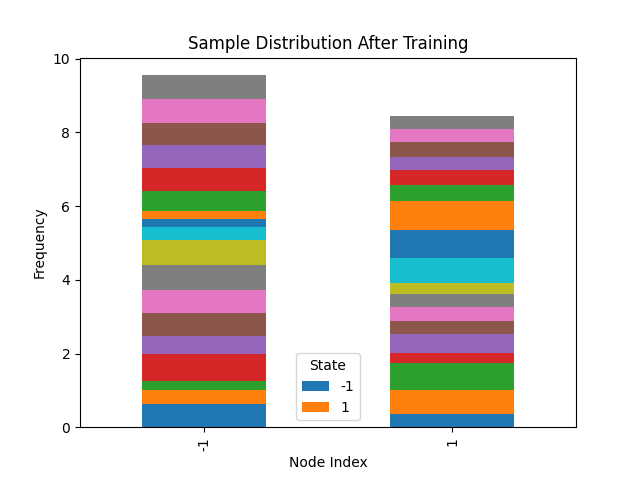 Sample Distribution After Training
Frequency
10
8
6
4
2
0
State
-1
1
-1
1
Node Index